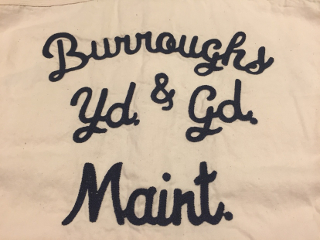 Burroughs
Yd. & Gd.
Maint.